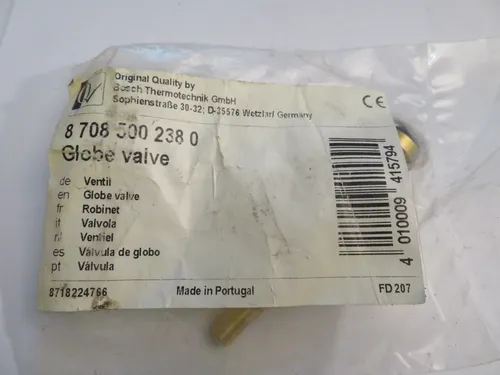 Original Quality by
Bosch Thermotechnik GmbH
Sophienstraße 30-32; D-35576 Wetzlar/ Germany
CE
8 708 500 238 0
Globe valve
de Ventil
en Globe valve
fr Robinet
it Valvola
nl Ventiel
es Válvula de globo
pt Válvula
4 010009 415794
8718224766 Made in Portugal FD 207